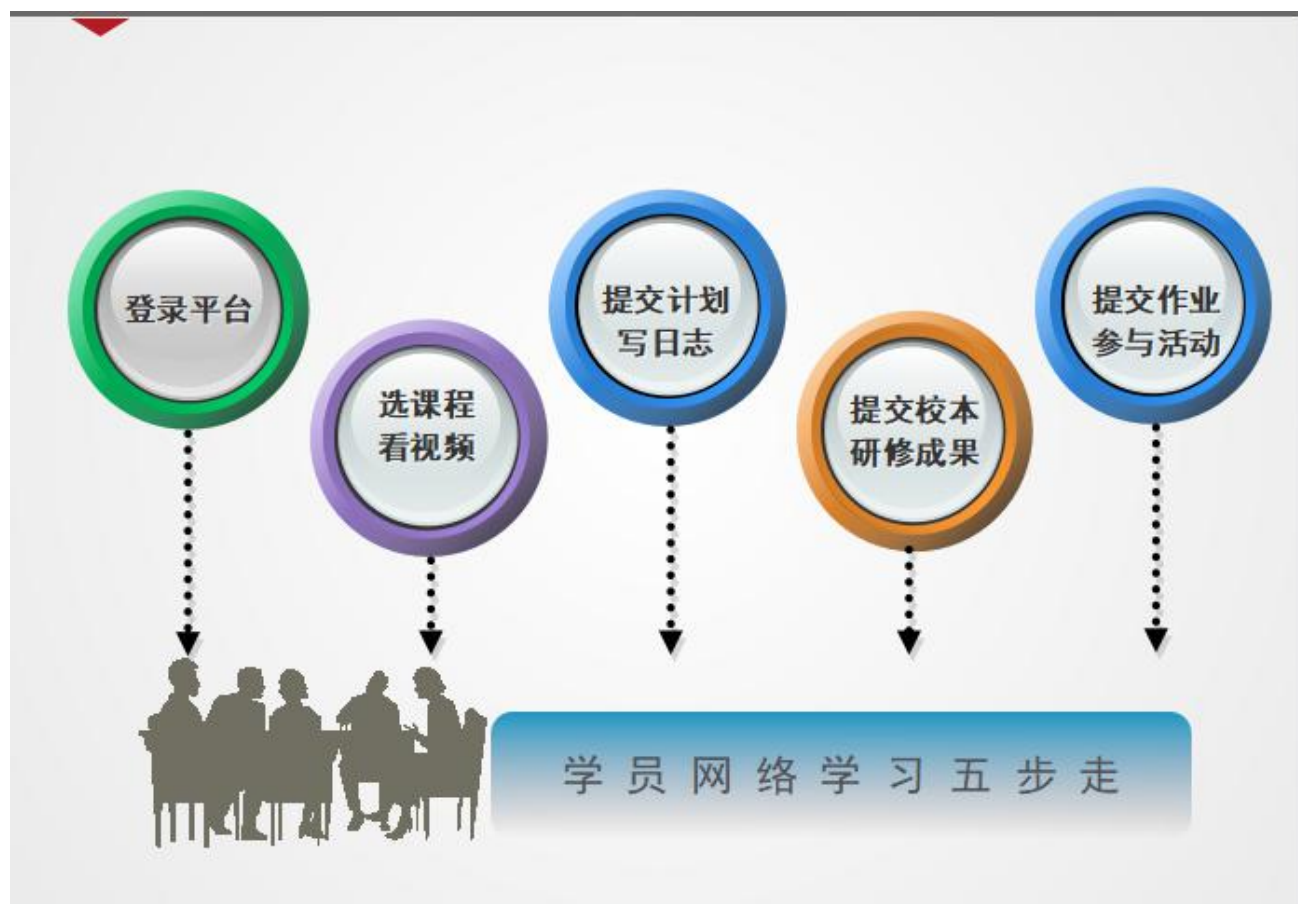 登录平台
选课程
看视频
提交计划
写日志
提交校本
研修成果
提交作业
参与活动
学员网络学习五步走